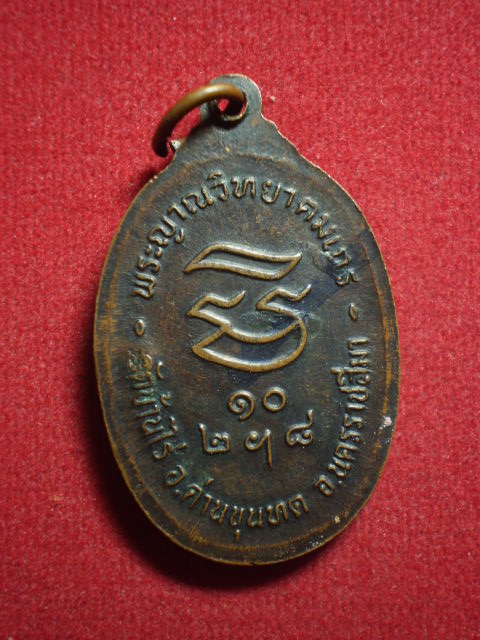 พระญาณวิทยาคมเถร
๑๐
๒ ฯ ๘
วัดบ้านไร่ อ.ด่านขุนทด จ.นครราชสีมา